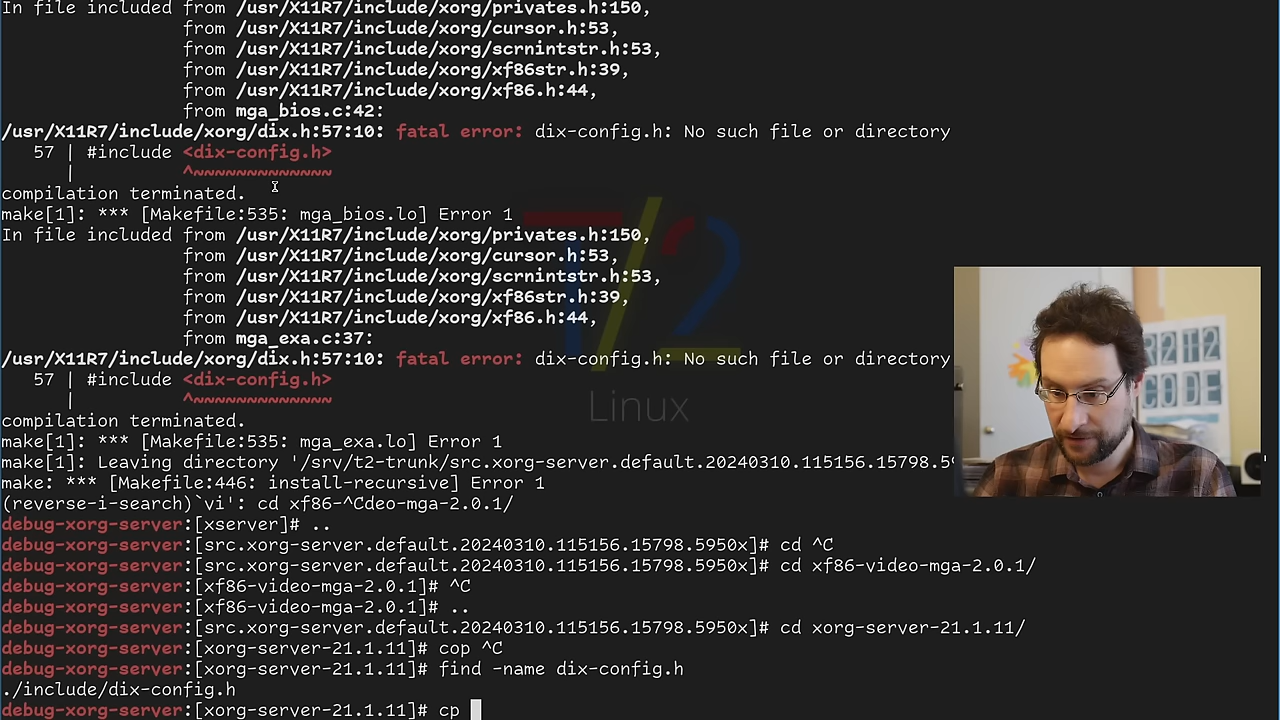 In file included from /usr/X11R7/include/xorg/privates.h:150,
from /usr/X11R7/include/xorg/cursor.h:53,
from /usr/X11R7/include/xorg/scrnintstr.h:53,
from /usr/X11R7/include/xorg/xf86str.h:39,
from /usr/X11R7/include/xorg/xf86.h:44,
from mga_bios.c:42:
/usr/X11R7/include/xorg/dix.h:57:10: fatal error: dix-config.h: No such file or directory
57 | #include <dix-config.h>
| ^~~~~~~~~~~~~~
compilation terminated.
make[1]: *** [Makefile:535: mga_bios.lo] Error 1
In file included from /usr/X11R7/include/xorg/privates.h:150,
from /usr/X11R7/include/xorg/cursor.h:53,
from /usr/X11R7/include/xorg/scrnintstr.h:53,
from /usr/X11R7/include/xorg/xf86str.h:39,
from /usr/X11R7/include/xorg/xf86.h:44,
from mga_exa.c:37:
/usr/X11R7/include/xorg/dix.h:57:10: fatal error: dix-config.h: No such file or directory
57 | #include <dix-config.h>
| ^~~~~~~~~~~~~~
compilation terminated.
make[1]: *** [Makefile:535: mga_exa.lo] Error 1
make[1]: Leaving directory '/srv/t2-trunk/src.xorg-server.default.20240310.115156.15798.59
make: *** [Makefile:446: install-recursive] Error 1
(reverse-i-search)`vi': cd xf86-^Cdeo-mga-2.0.1/
debug-xorg-server:[xserver]# ..
debug-xorg-server:[src.xorg-server.default.20240310.115156.15798.5950x]# cd ^C
debug-xorg-server:[src.xorg-server.default.20240310.115156.15798.5950x]# cd xf86-video-mga-2.0.1/
debug-xorg-server:[xf86-video-mga-2.0.1]# ^C
debug-xorg-server:[xf86-video-mga-2.0.1]# ..
debug-xorg-server:[src.xorg-server.default.20240310.115156.15798.5950x]# cd xorg-server-21.1.11/
debug-xorg-server:[xorg-server-21.1.11]# cop ^C
debug-xorg-server:[xorg-server-21.1.11]# find -name dix-config.h
./include/dix-config.h
debug-xorg-server:[xorg-server-21.1.11]# cp
T/2
Linux
R2T2
CODE